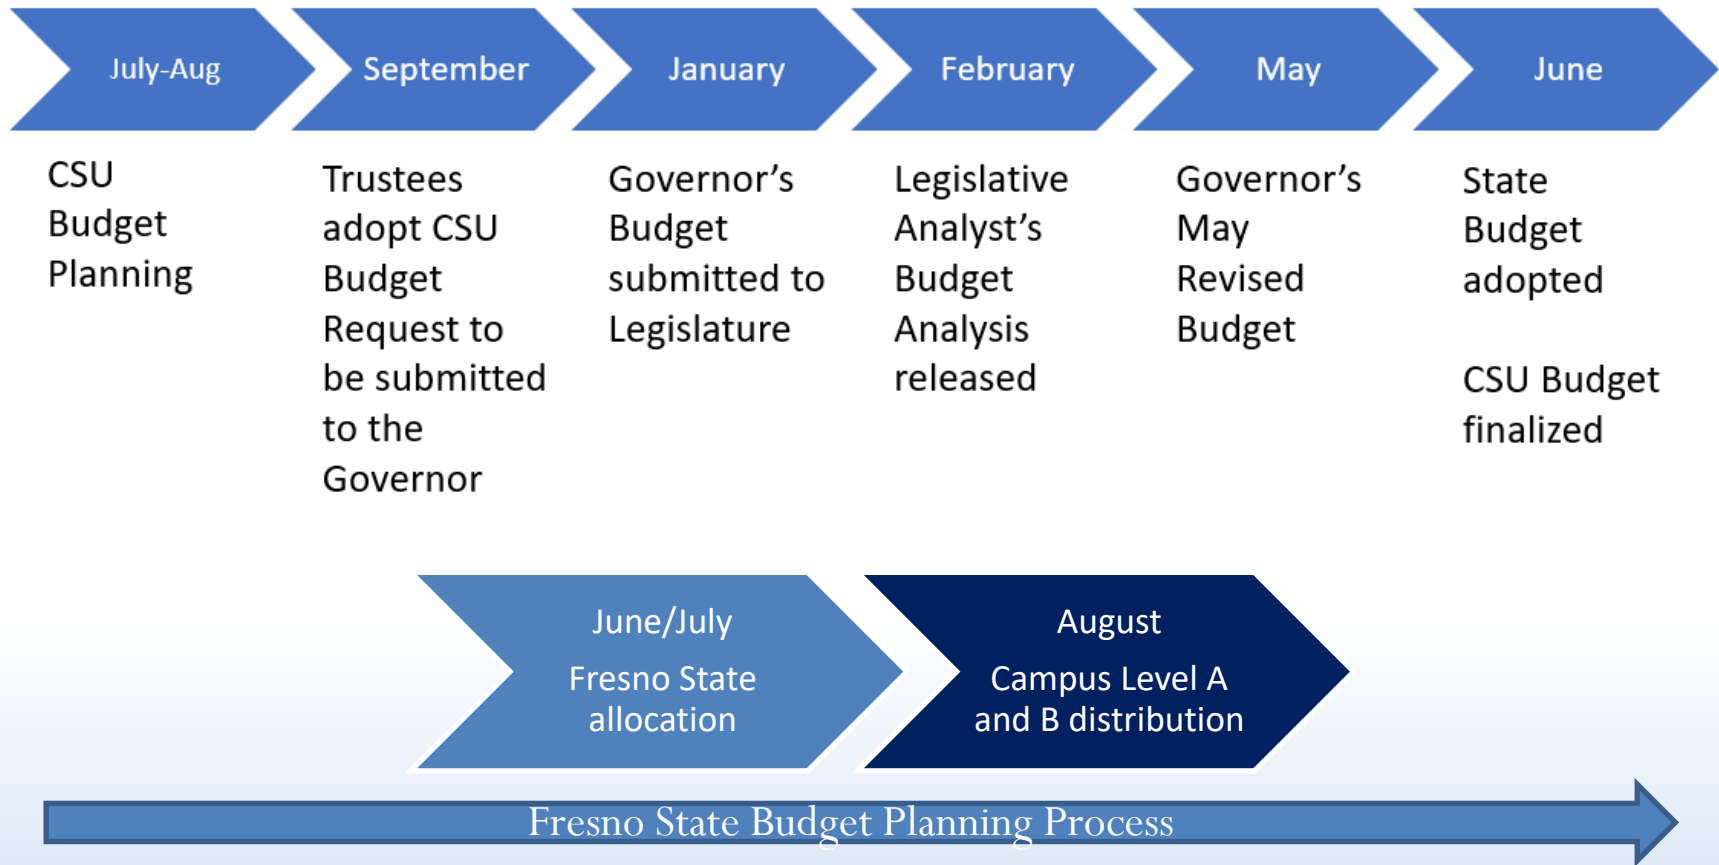 July-Aug
September
January
February
May
June
CSU
Budget
Planning
Trustees
adopt CSU
Budget
Request to
be submitted
to the
Governor
Governor’s
Budget
submitted to
Legislature
Legislative
Analyst’s
Budget
Analysis
released
Governor’s
May
Revised
Budget
State
Budget
adopted
CSU Budget
finalized
June/July
Fresno State
allocation
August
Campus Level A
and B distribution
Fresno State Budget Planning Process